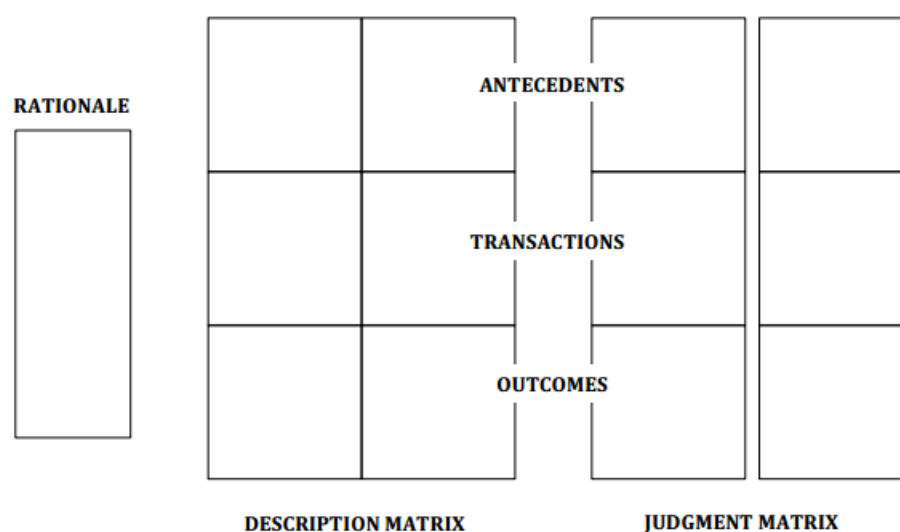 ANTECEDENTS
RATIONALE
TRANSACTIONS
OUTCOMES
DESCRIPTION MATRIX
JUDGMENT MATRIX